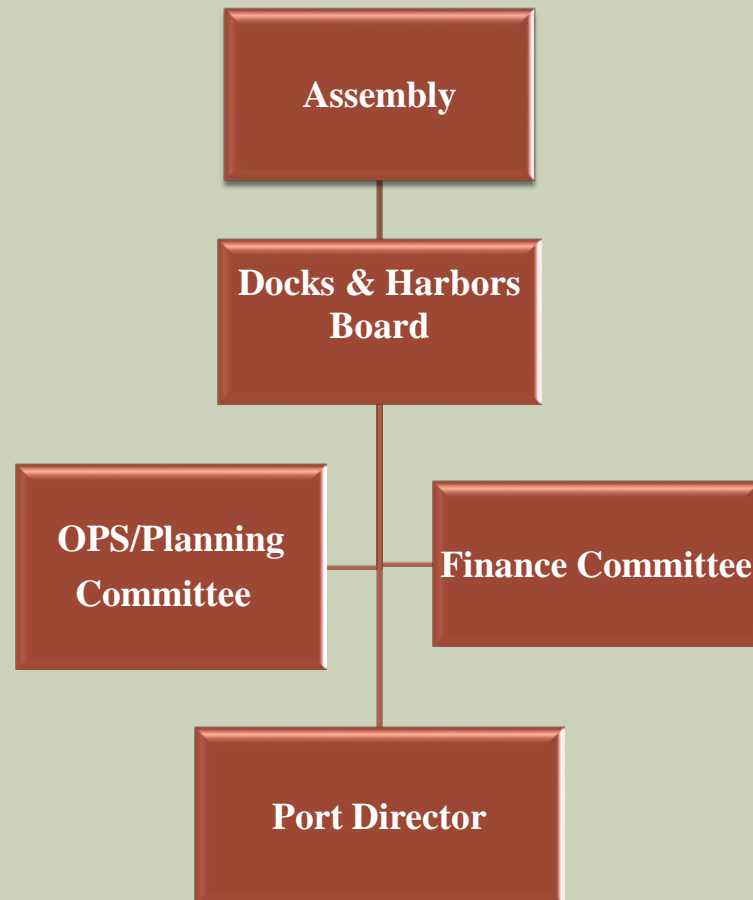 Assembly
Docks & Harbors
Board
OPS/Planning
Committee
Finance Committee
Port Director